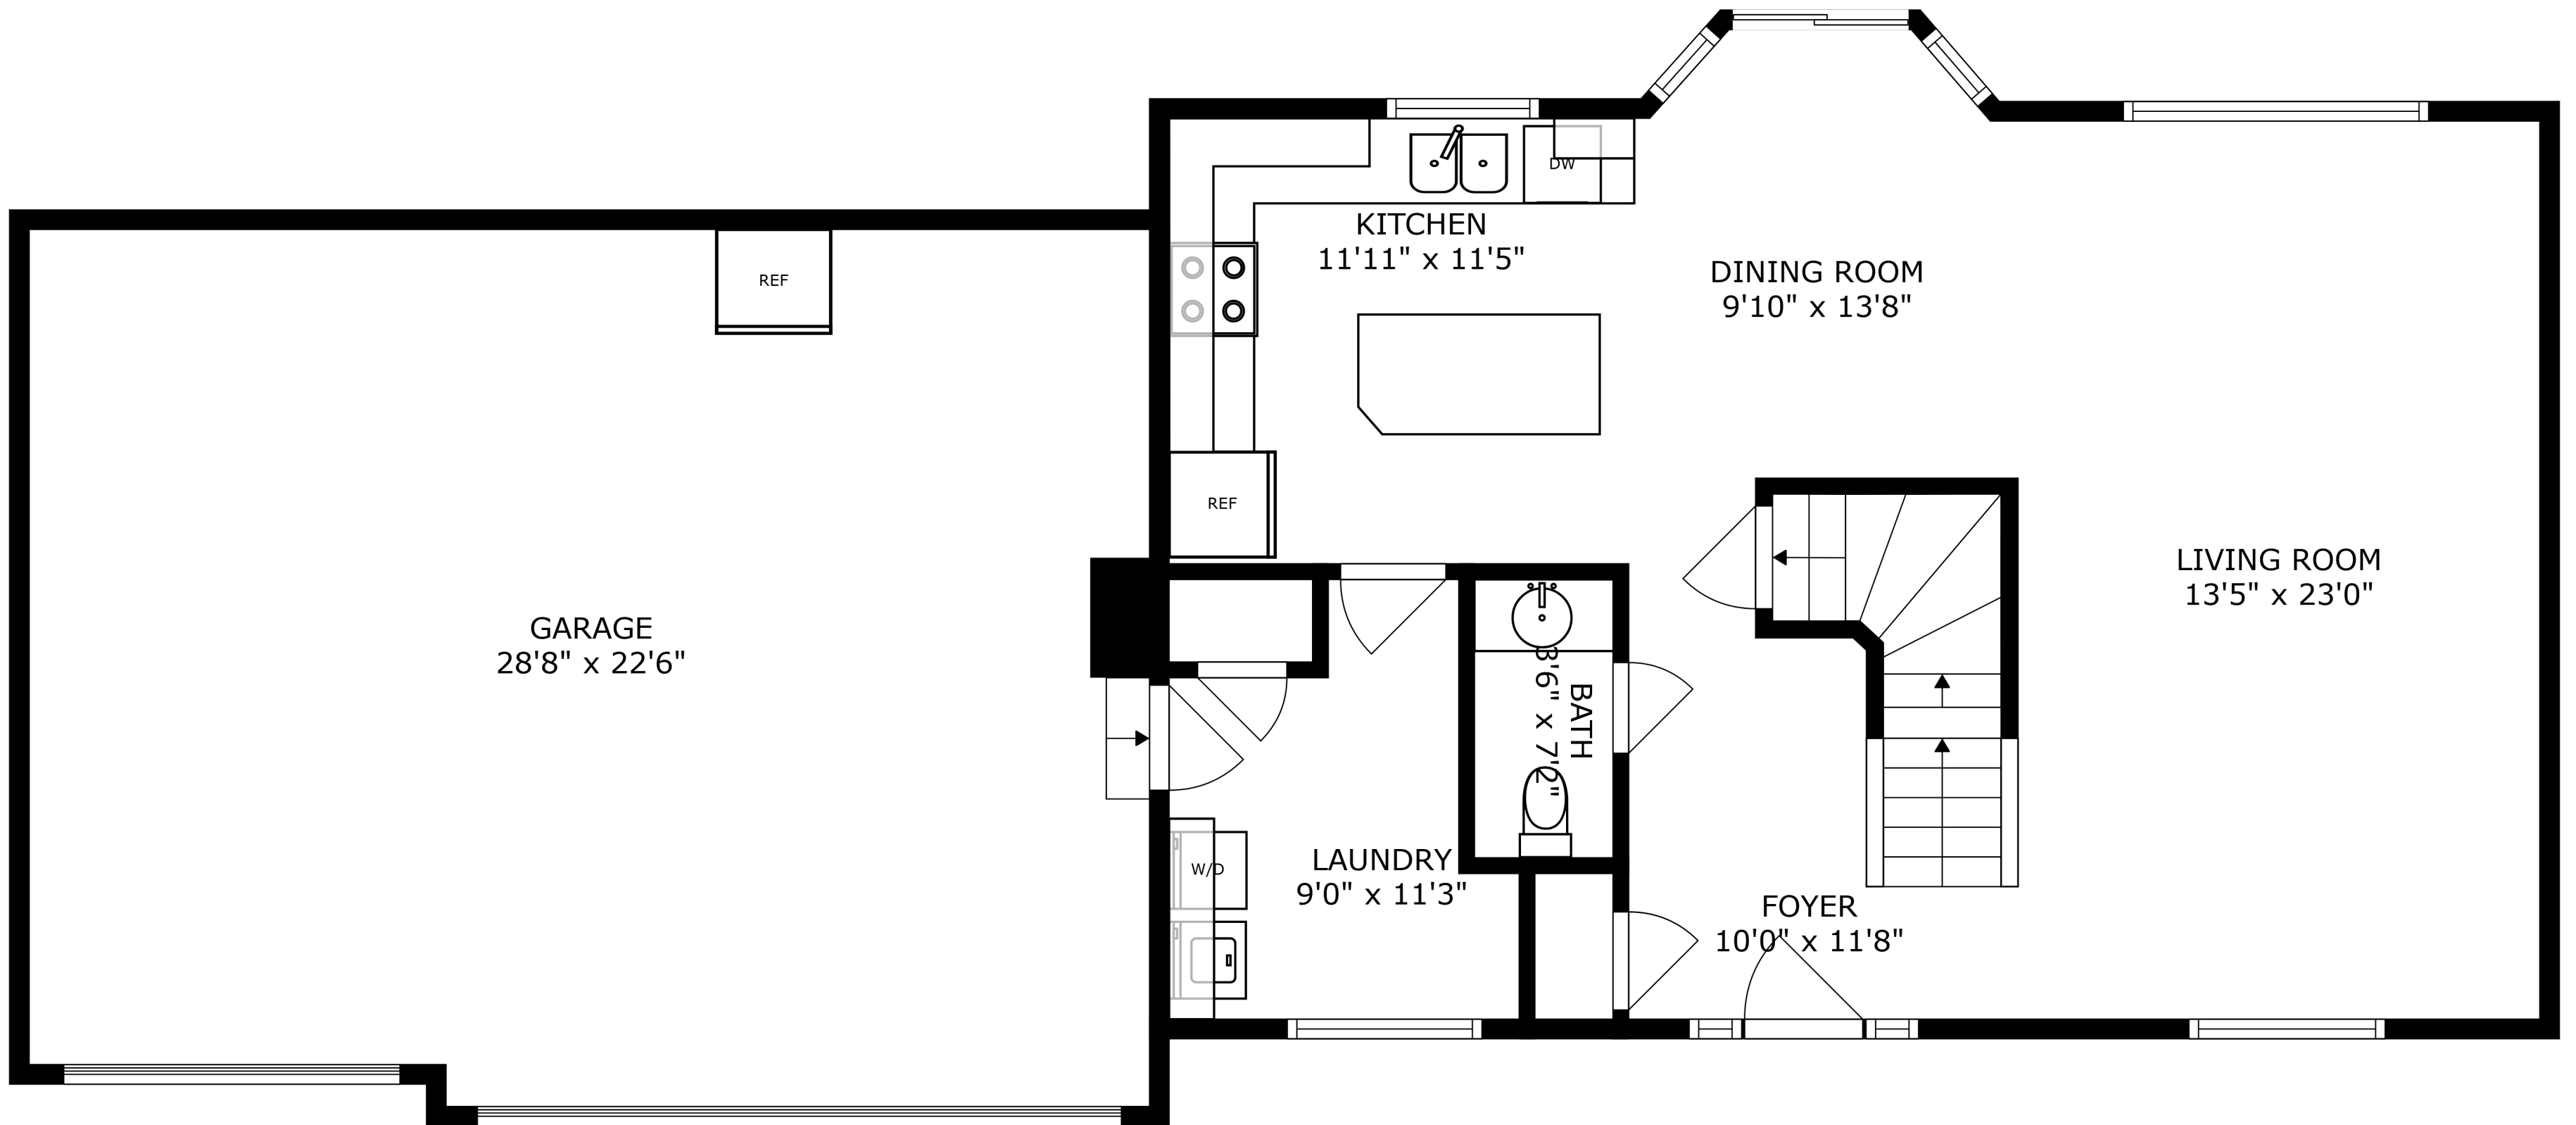 DW
KITCHEN
11'11" x 11'5"
REF
DINING ROOM
9'10" x 13'8"
REF
LIVING ROOM
13'5" x 23'0"
GARAGE
28'8" x 22'6"
BATH
3'6" x 7'2"
W/D
LAUNDRY
9'0" x 11'3"
FOYER
10'0" x 11'8"